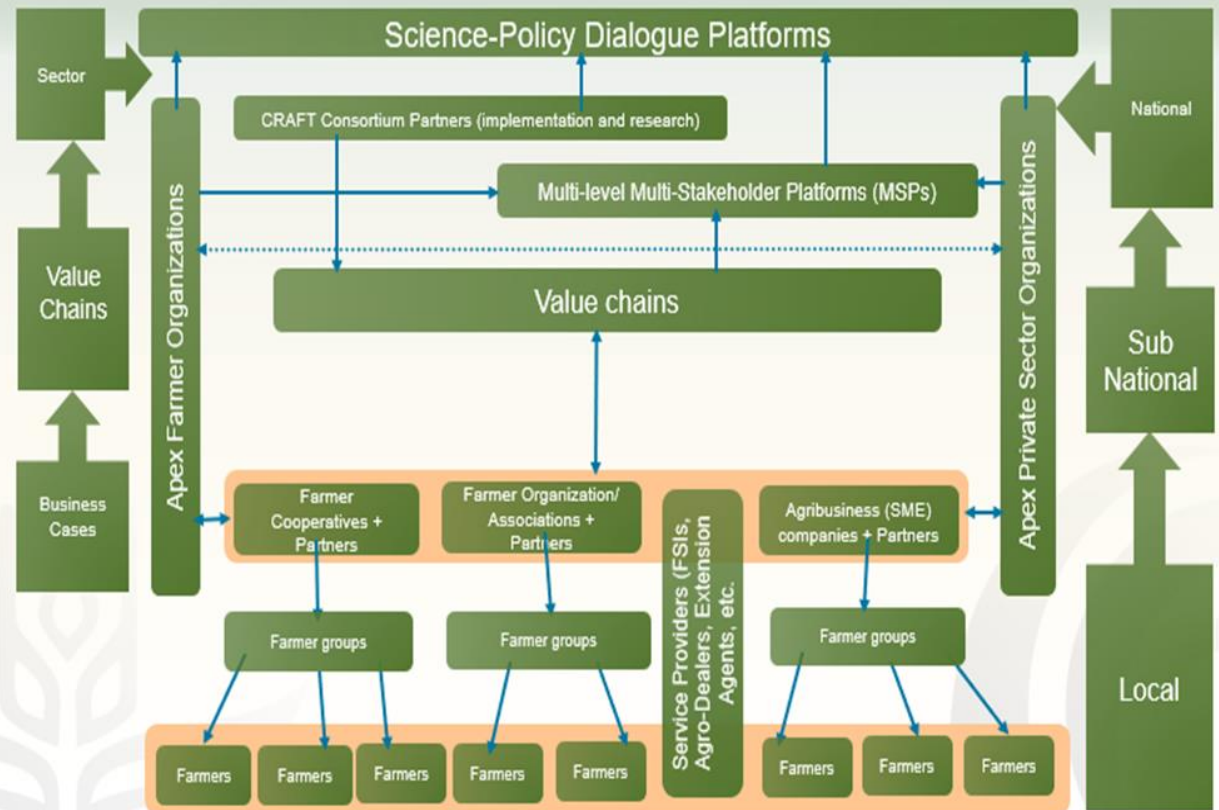 Science-Policy Dialogue Platforms
Sector
National
CRAFT Consortium Partners (implementation and research)
Multi-level Multi-Stakeholder Platforms (MSPs)
Apex Farmer Organizations
Apex Private Sector Organizations
Value
Chains
Value chains
Sub
National
Business
Cases
Farmer
Cooperatives +
Partners
Farmer Organization/
Associations +
Partners
Service Providers (FSIs,
Agro-Dealers, Extension
Agents, etc.
Agribusiness (SME)
companies + Partners
Farmer groups
Farmer groups
Farmer groups
Local
Farmers
Farmers
Farmers
Farmers
Farmers
Farmers
Farmers
Farmers